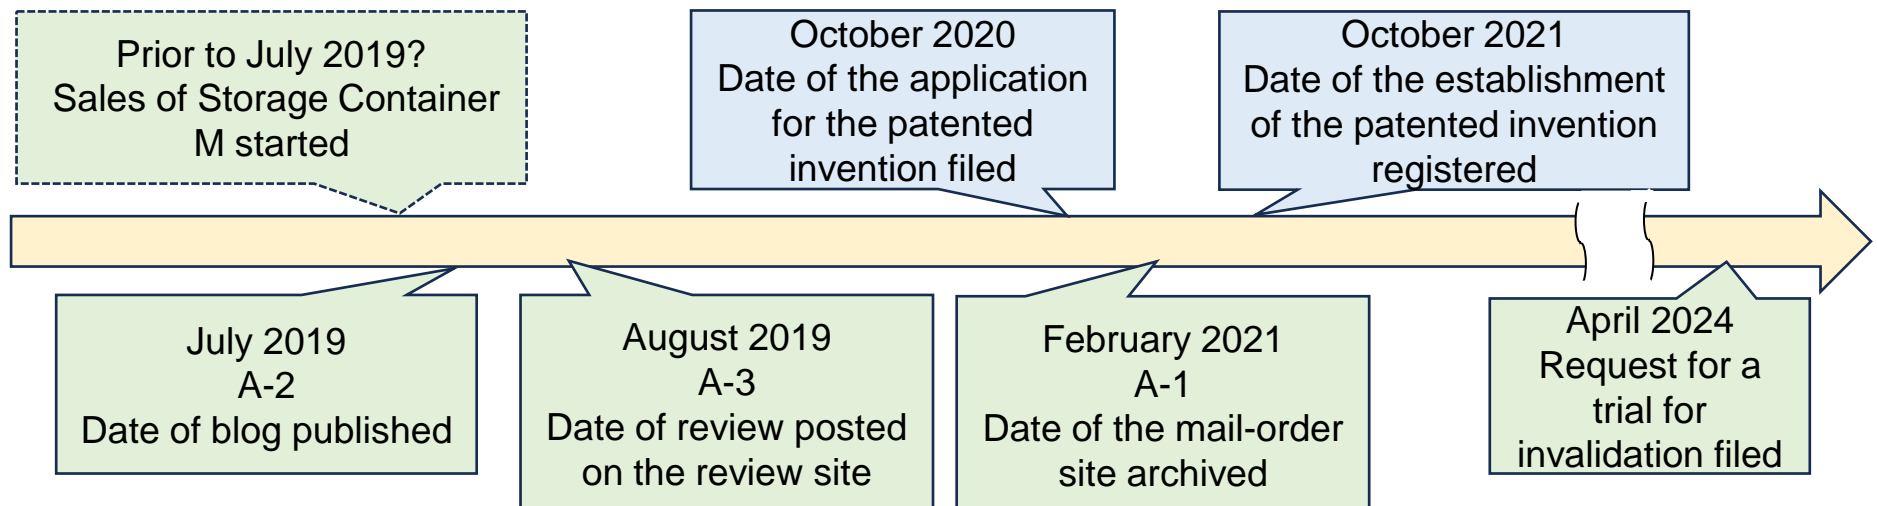 Prior to July 2019?
Sales of Storage Container
M started
October 2020
Date of the application
for the patented
invention filed
October 2021
Date of the establishment
of the patented invention
registered
July 2019
A-2
Date of blog published
August 2019
A-3
Date of review posted
on the review site
February 2021
A-1
Date of the mail-order
site archived
April 2024
Request for a
trial for
invalidation filed